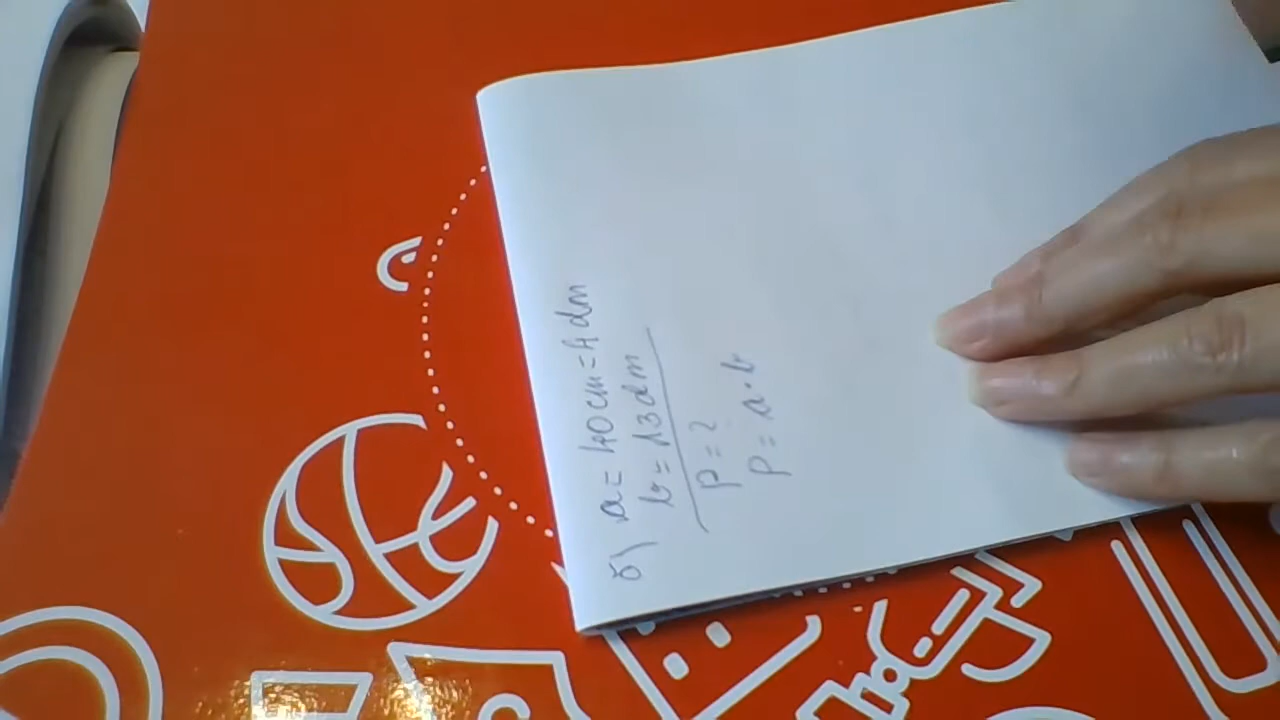 б) a = 40cm = 4dm
b = 13dm
P = ?
P = a · b